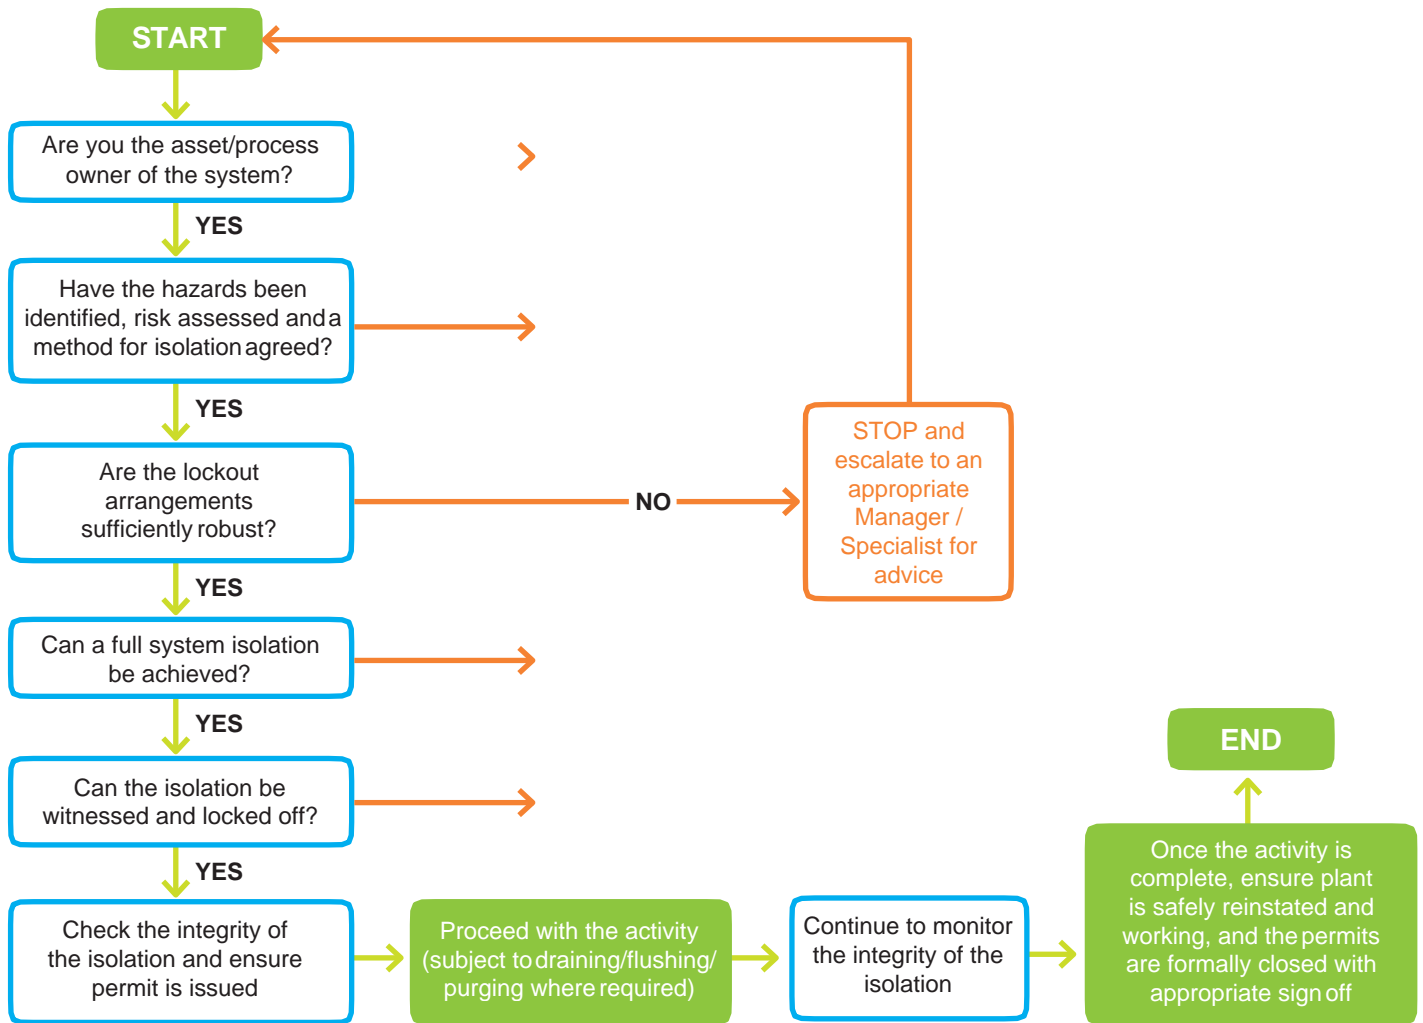 START
Are you the asset/process
owner of the system?
YES
Have the hazards been
identified, risk assessed and a
method for isolation agreed?
YES
Are the lockout
arrangements
sufficiently robust?
NO
STOP and
escalate to an
appropriate
Manager /
Specialist for
advice
YES
Can a full system isolation
be achieved?
YES
Can the isolation be
witnessed and locked off?
YES
Check the integrity of
the isolation and ensure
permit is issued
Proceed with the activity
(subject to draining/flushing/
purging where required)
Continue to monitor
the integrity of the
isolation
Once the activity is
complete, ensure plant
is safely reinstated and
working, and the permits
are formally closed with
appropriate sign off
END